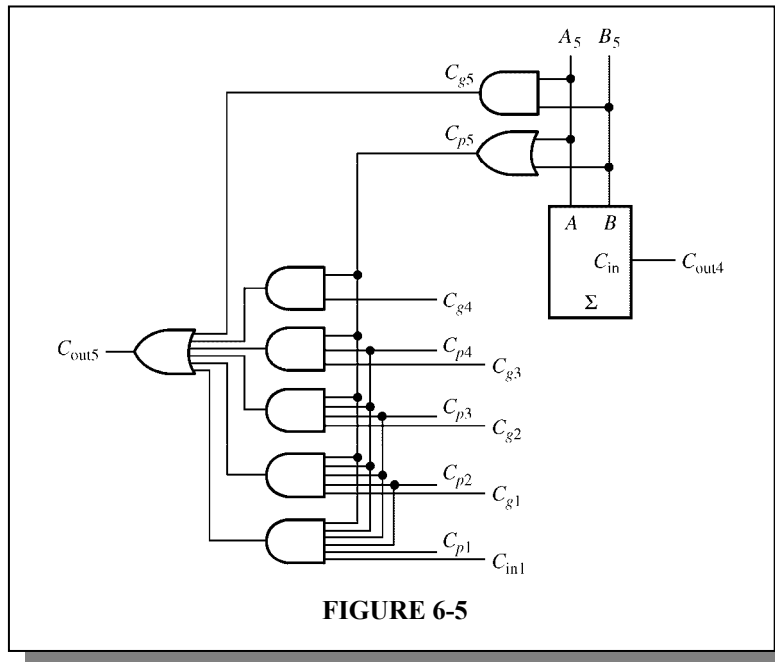 A5 B5
Cg5
Cp5
A B
Cin Cout4
Σ
Cg4
Cout5
Cp4
Cg3
Cp3
Cg2
Cp2
Cg1
Cp1
Cin1
FIGURE 6-5